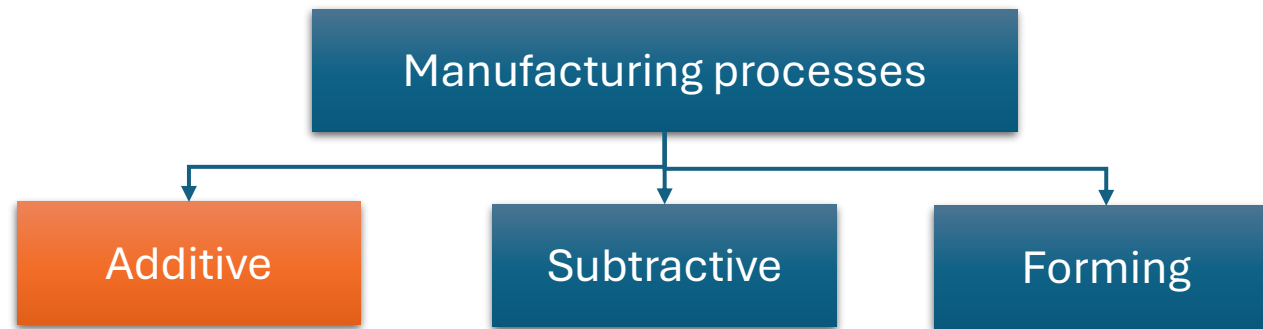 Manufacturing processes
Additive
Subtractive
Forming